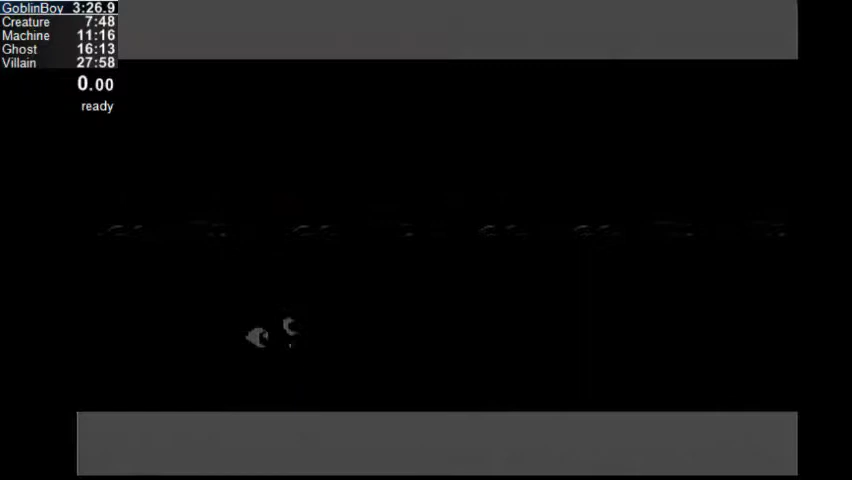 GoblinBoy 3:26.9
Creature 7:48
Machine 11:16
Ghost 16:13
Villain 27:58
0.00
ready